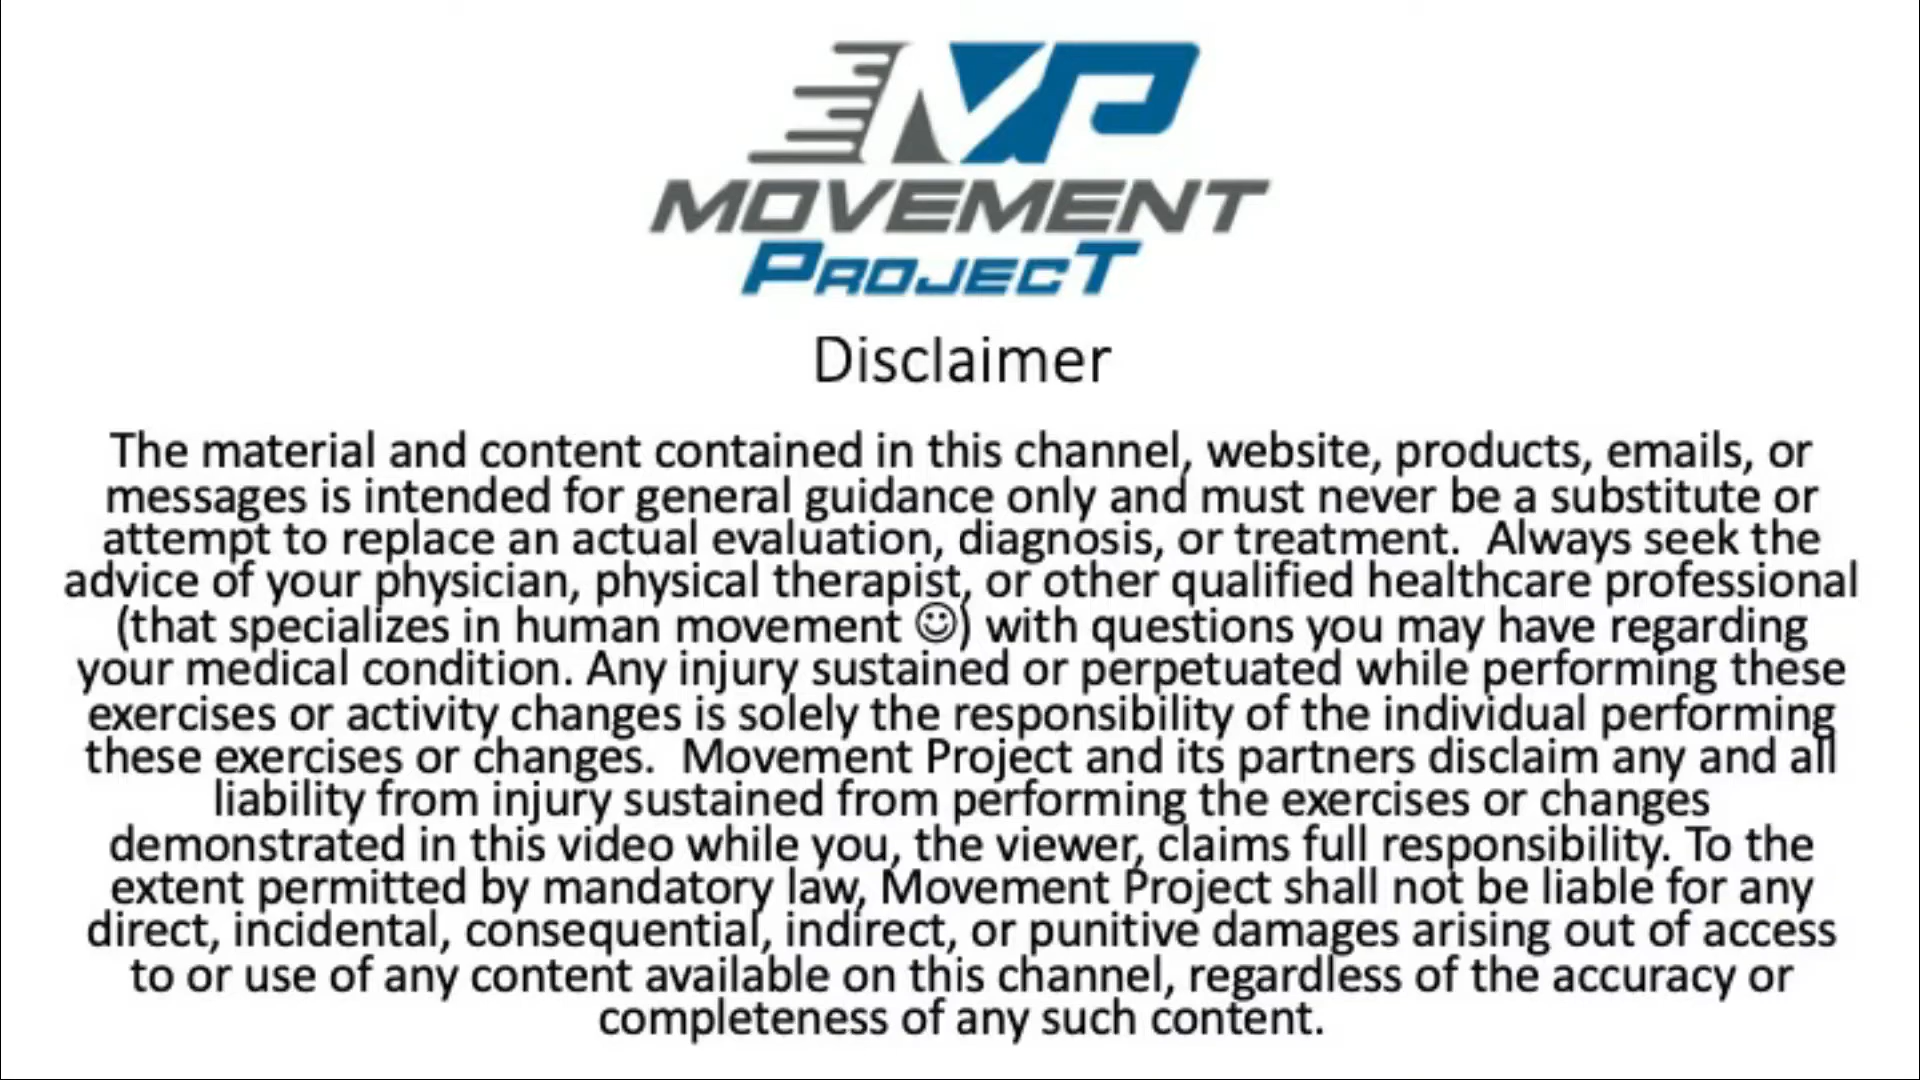 MP
MOVEMENT
PROJECT
Disclaimer
The material and content contained in this channel, website, products, emails, or
messages is intended for general guidance only and must never be a substitute or
attempt to replace an actual evaluation, diagnosis, or treatment.  Always seek the
advice of your physician, physical therapist, or other qualified healthcare professional
(that specializes in human movement ☺) with questions you may have regarding
your medical condition. Any injury sustained or perpetuated while performing these
exercises or activity changes is solely the responsibility of the individual performing
these exercises or changes.  Movement Project and its partners disclaim any and all
liability from injury sustained from performing the exercises or changes
demonstrated in this video while you, the viewer, claims full responsibility. To the
extent permitted by mandatory law, Movement Project shall not be liable for any
direct, incidental, consequential, indirect, or punitive damages arising out of access
to or use of any content available on this channel, regardless of the accuracy or
completeness of any such content.